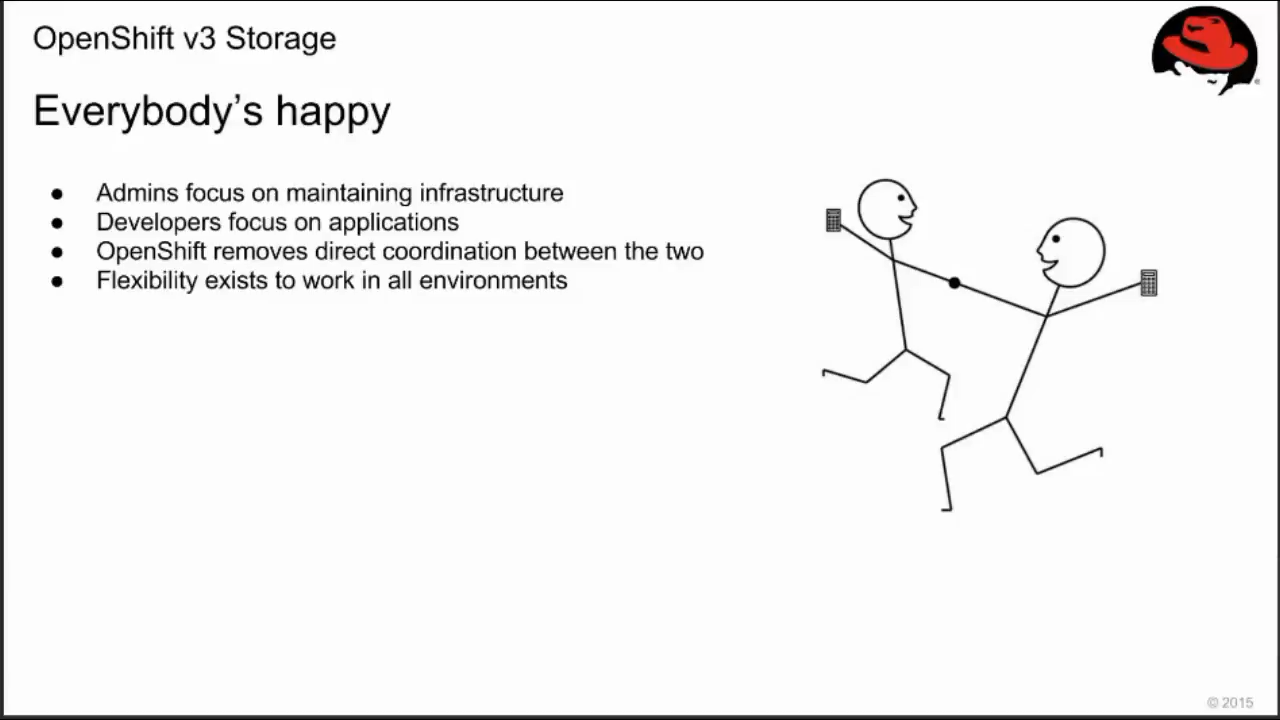 OpenShift v3 Storage
Everybody's happy
● Admins focus on maintaining infrastructure
● Developers focus on applications
● OpenShift removes direct coordination between the two
● Flexibility exists to work in all environments
© 2015